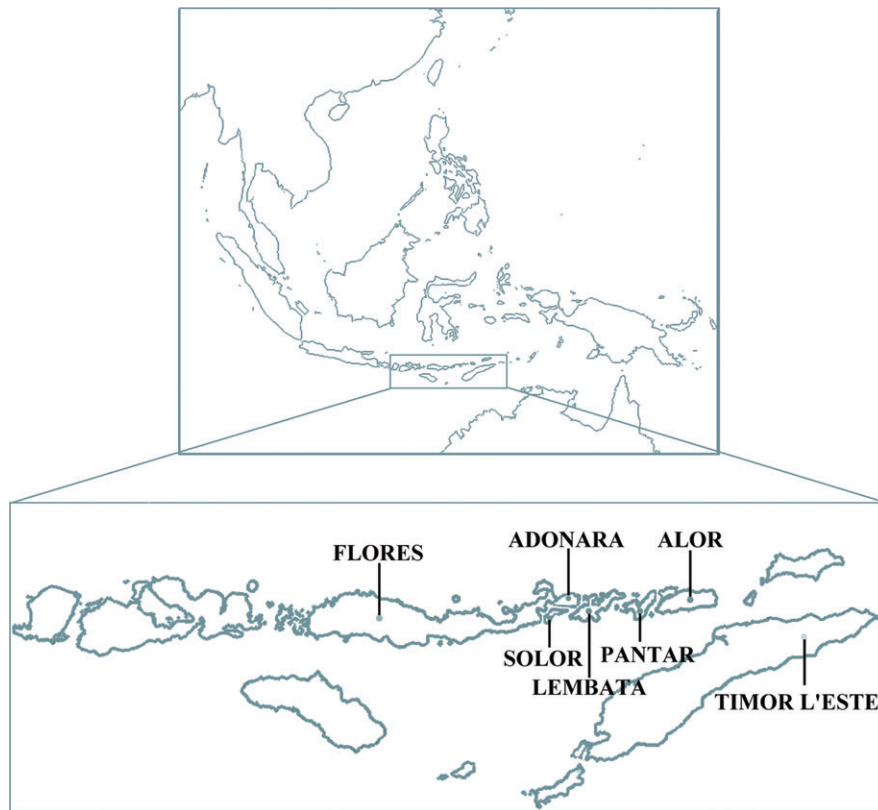 FLORES
ADONARA
ALOR
SOLOR
PANTAR
LEMBATA
TIMOR L'ESTE